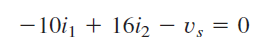 −10i₁ + 16i₂ − vₛ = 0